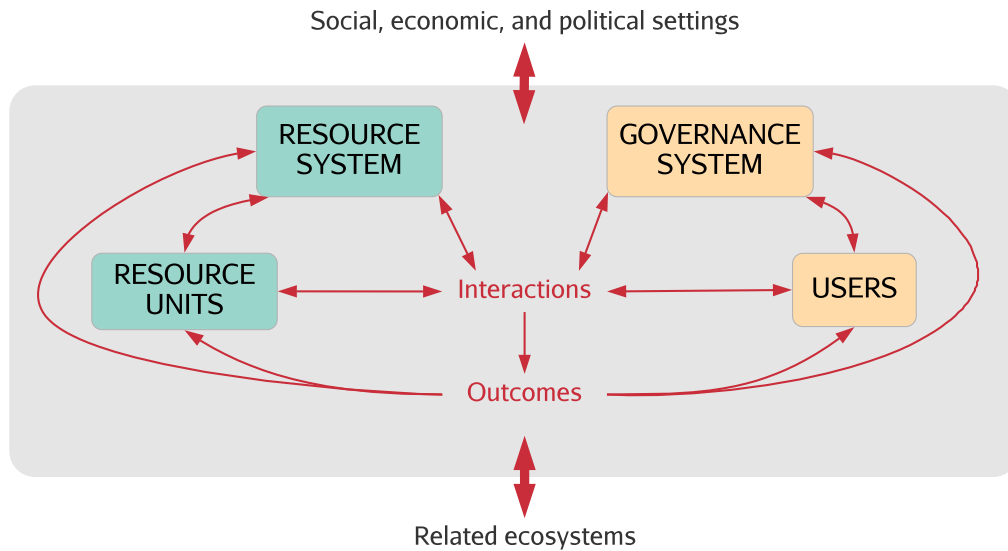 Social, economic, and political settings
RESOURCE
SYSTEM
GOVERNANCE
SYSTEM
RESOURCE
UNITS
Interactions
USERS
Outcomes
Related ecosystems